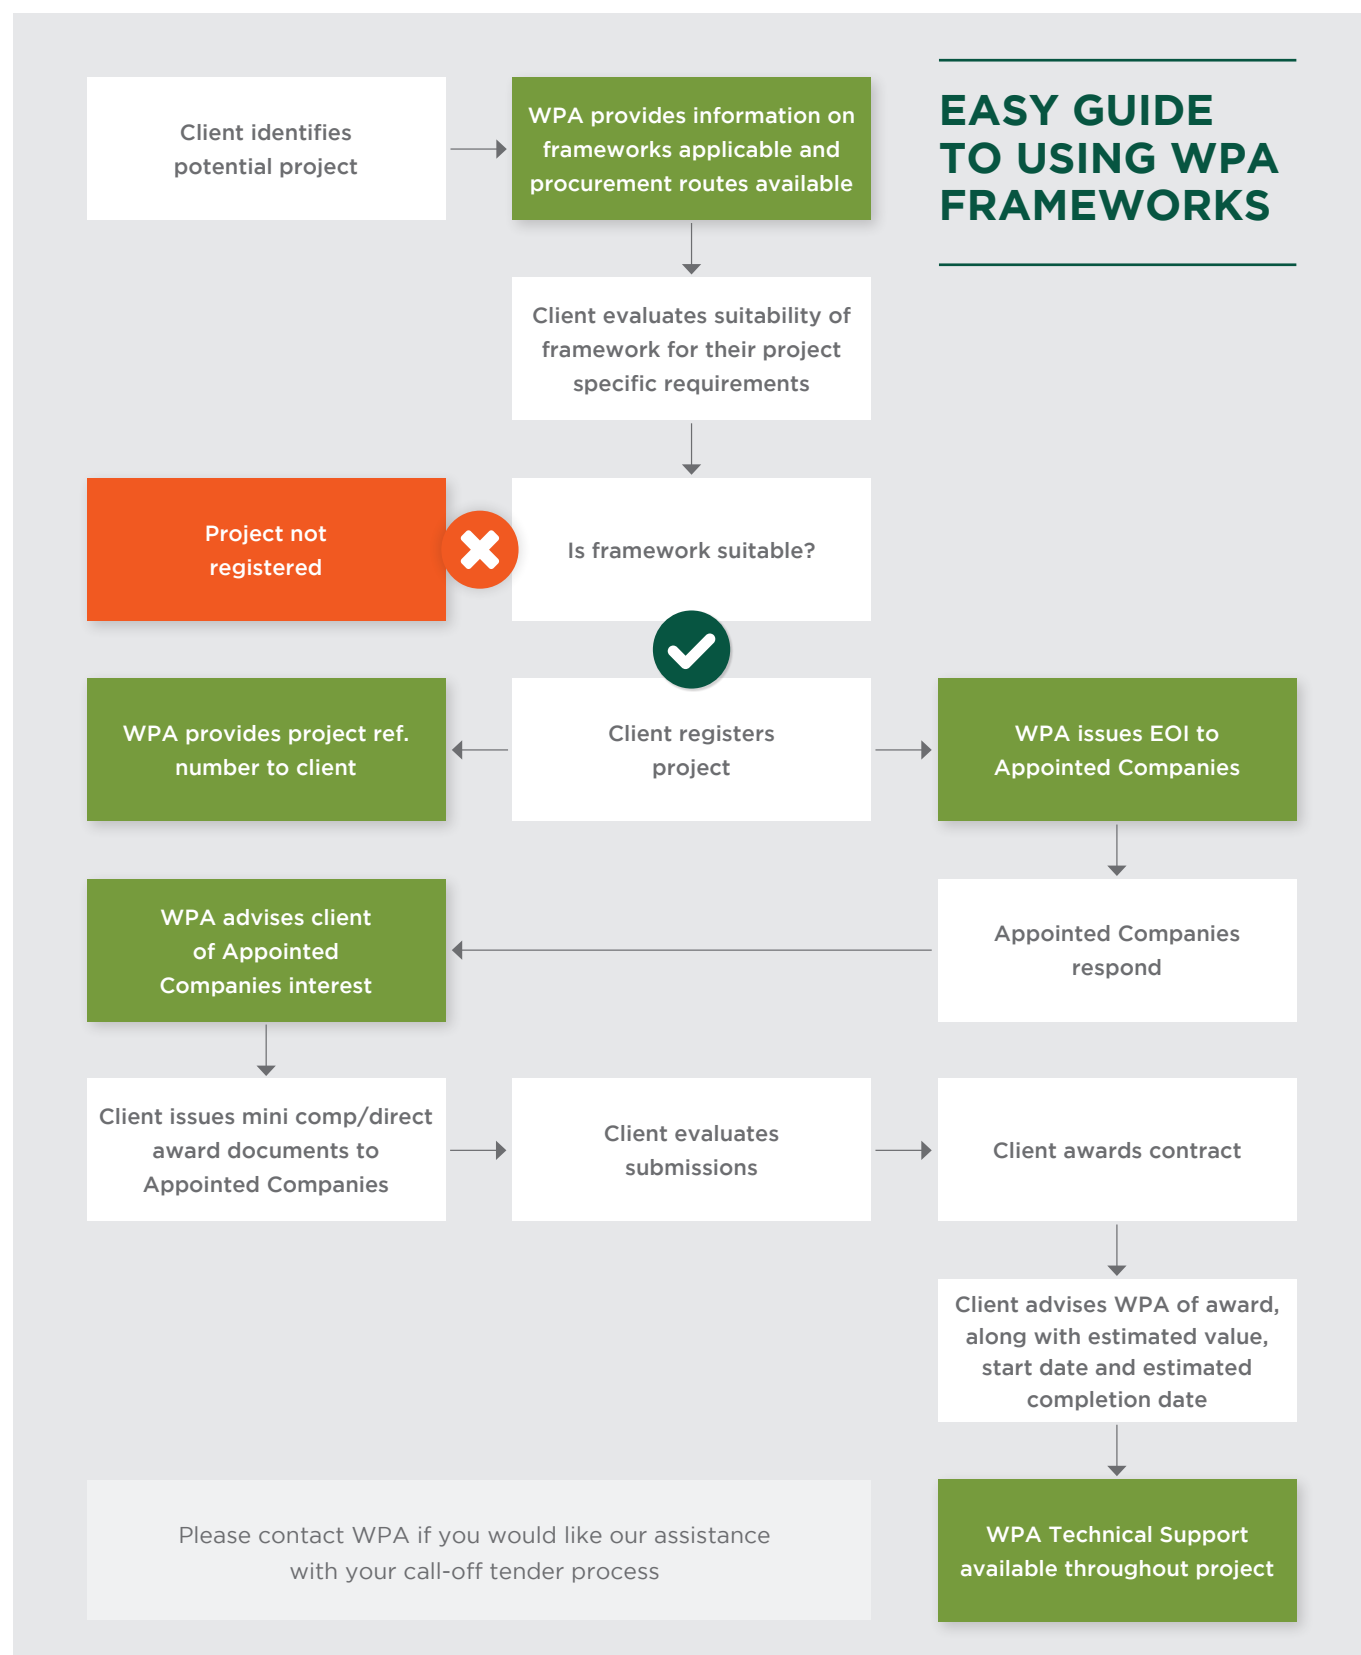 EASY GUIDE
TO USING WPA
FRAMEWORKS
Client identifies
potential project
WPA provides information on
frameworks applicable and
procurement routes available
Client evaluates suitability of
framework for their project
specific requirements
Is framework suitable?
Project not
registered
Client registers
project
WPA provides project ref.
number to client
WPA issues EOI to
Appointed Companies
Appointed Companies
respond
WPA advises client
of Appointed
Companies interest
Client issues mini comp/direct
award documents to
Appointed Companies
Client evaluates
submissions
Client awards contract
Client advises WPA of award,
along with estimated value,
start date and estimated
completion date
WPA Technical Support
available throughout project
Please contact WPA if you would like our assistance
with your call-off tender process